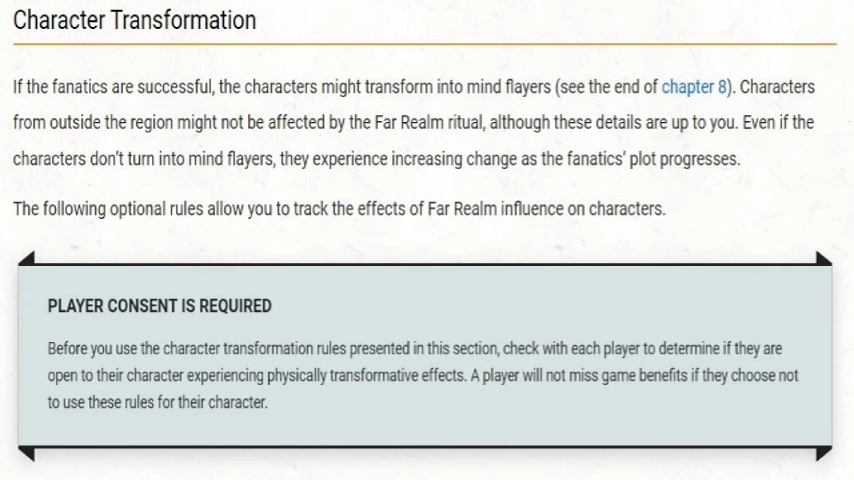 Character Transformation
If the fanatics are successful, the characters might transform into mind flayers (see the end of chapter 8). Characters
from outside the region might not be affected by the Far Realm ritual, although these details are up to you. Even if the
characters don't turn into mind flayers, they experience increasing change as the fanatics' plot progresses.
The following optional rules allow you to track the effects of Far Realm influence on characters.
PLAYER CONSENT IS REQUIRED
Before you use the character transformation rules presented in this section, check with each player to determine if they are
open to their character experiencing physically transformative effects. A player will not miss game benefits if they choose not
to use these rules for their character.